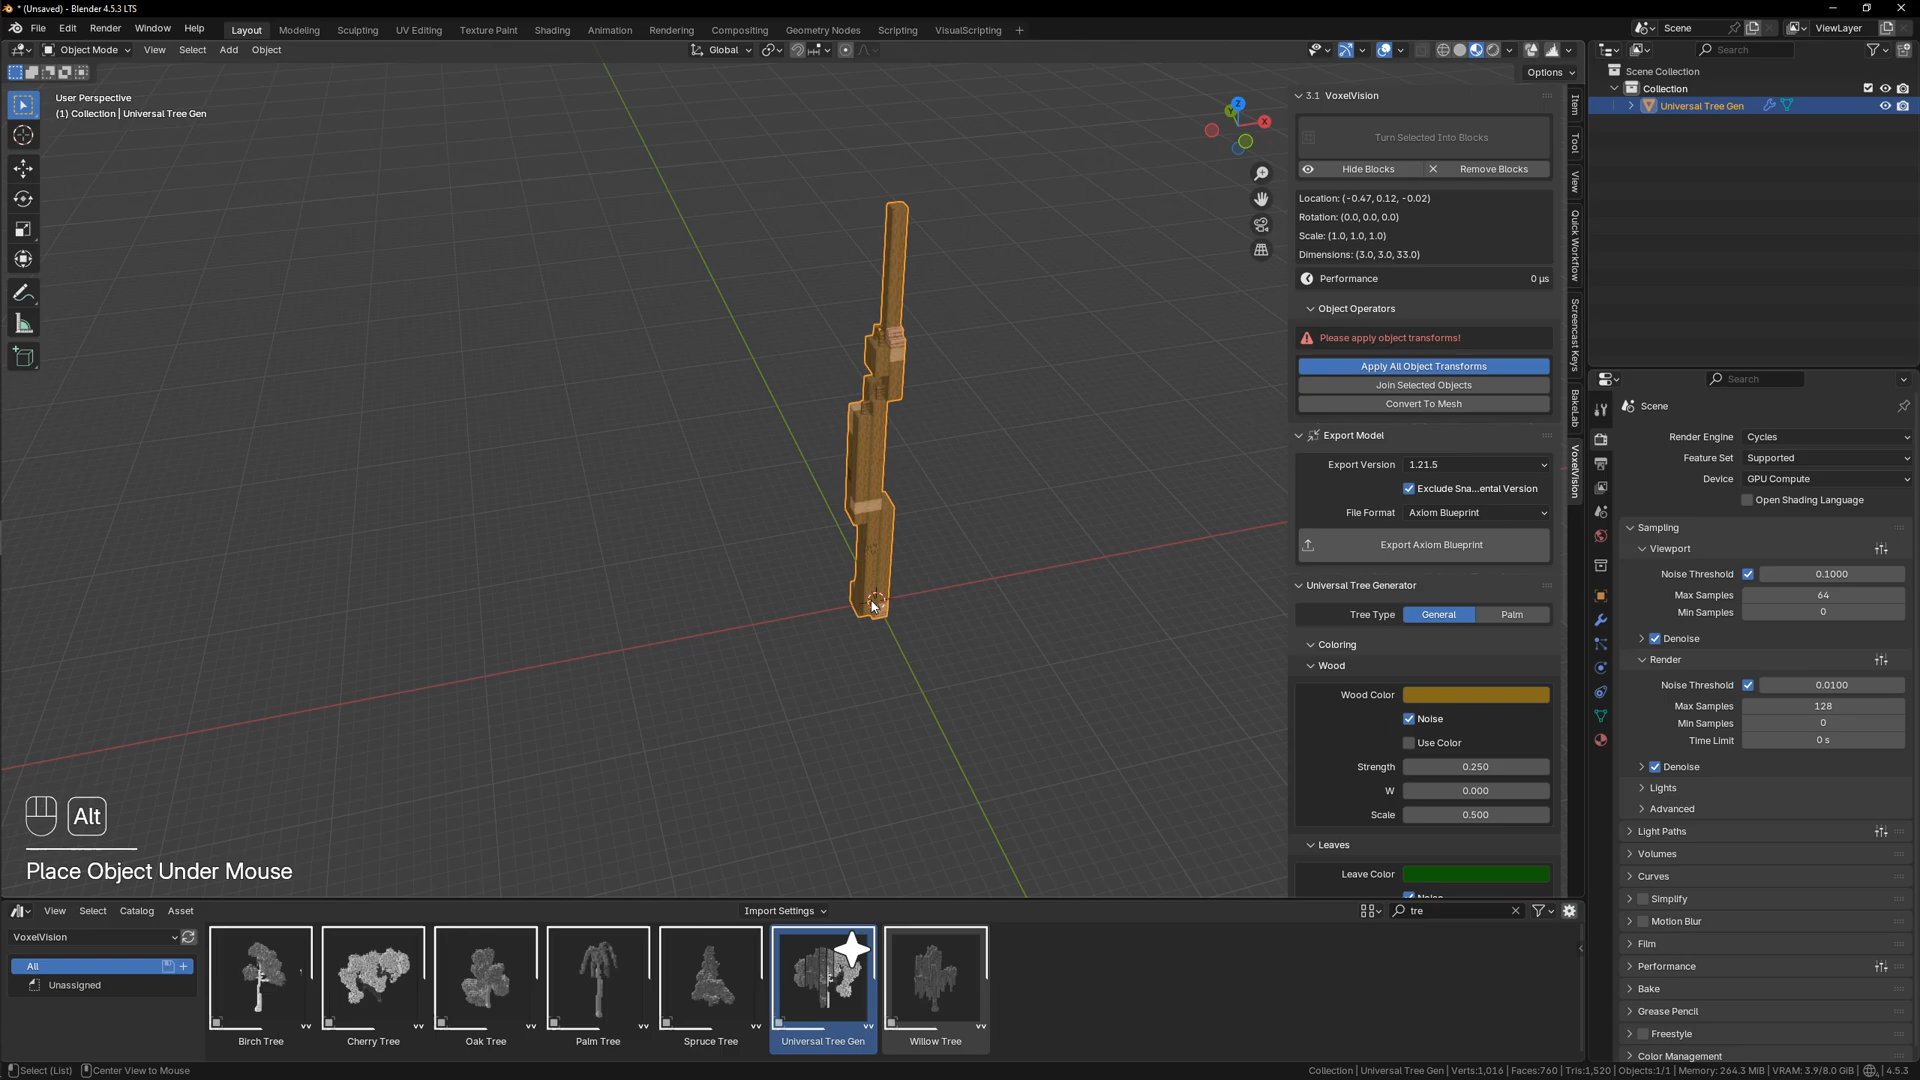 * (Unsaved) - Blender 4.5.3 LTS
File Edit Render Window Help
Layout Modeling Sculpting UV Editing Texture Paint Shading Animation Rendering Compositing Geometry Nodes Scripting VisualScripting +
Scene
ViewLayer
Object Mode View Select Add Object
Global
Search
Options
User Perspective
(1) Collection | Universal Tree Gen
Z
Y
X
3.1 VoxelVision
Turn Selected Into Blocks
Hide Blocks
Remove Blocks
Location: (-0.47, 0.12, -0.02)
Rotation: (0.0, 0.0, 0.0)
Scale: (1.0, 1.0, 1.0)
Dimensions: (3.0, 3.0, 33.0)
Performance 0 µs
Object Operators
Please apply object transforms!
Apply All Object Transforms
Join Selected Objects
Convert To Mesh
Export Model
Export Version 1.21.5
Exclude Sna...ental Version
File Format Axiom Blueprint
Export Axiom Blueprint
Universal Tree Generator
Tree Type General Palm
Coloring
Wood
Wood Color
Noise
Use Color
Strength 0.250
W 0.000
Scale 0.500
Leaves
Leave Color
Noise
Item
Tool
View
Quick Workflow
Screencast Keys
BakeLab
VoxelVision
Scene Collection
Collection
Universal Tree Gen
Search
Scene
Render Engine Cycles
Feature Set Supported
Device GPU Compute
Open Shading Language
Sampling
Viewport
Noise Threshold 0.1000
Max Samples 64
Min Samples 0
Denoise
Render
Noise Threshold 0.0100
Max Samples 128
Min Samples 0
Time Limit 0 s
Denoise
Lights
Advanced
Light Paths
Volumes
Curves
Simplify
Motion Blur
Film
Performance
Bake
Grease Pencil
Freestyle
Color Management
Alt
Place Object Under Mouse
View Select Catalog Asset
Import Settings
tre
VoxelVision
All
Unassigned
Birch Tree
Cherry Tree
Oak Tree
Palm Tree
Spruce Tree
Universal Tree Gen
Willow Tree
Select (List) Center View to Mouse
Collection | Universal Tree Gen | Verts:1,016 | Faces:760 | Tris:1,520 | Objects:1/1 | Memory: 264.3 MiB | VRAM: 3.9/8.0 GiB | 4.5.3